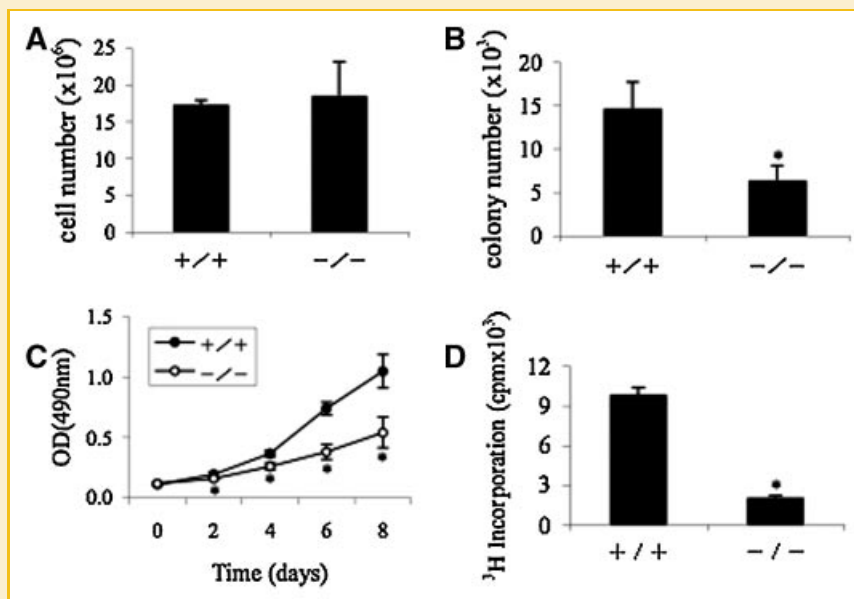 A
cell number (x10⁶)
25
20
15
10
5
0
+/+
−/−
B
colony number (x10³)
20
15
10
5
0
+/+
−/−
C
OD(490nm)
1.5
1.0
0.5
0.0
+/+
−/−
0 2 4 6 8
Time (days)
D
³H Incorporation (cpmx10³)
12
9
6
3
0
+/+
−/−